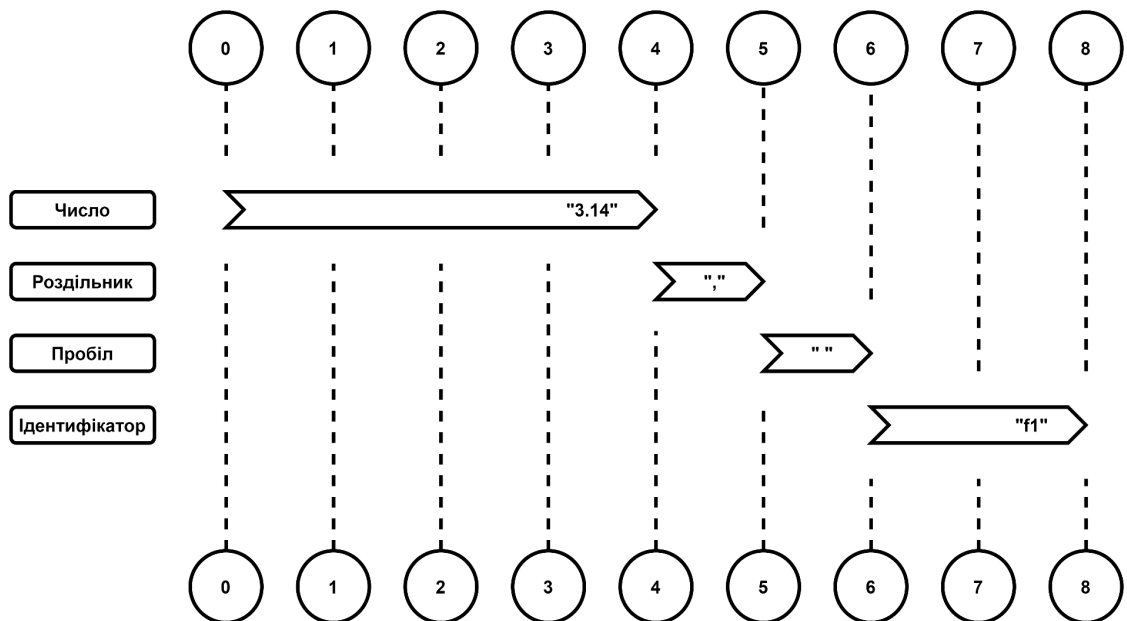 0 1 2 3 4 5 6 7 8
Число "3.14"
Роздільник ","
Пробіл " "
Ідентифікатор "f1"
0 1 2 3 4 5 6 7 8